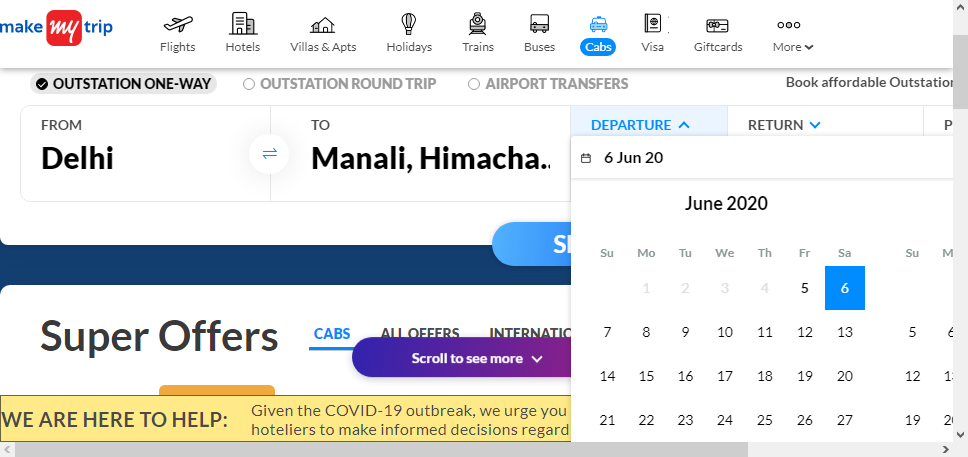 make my trip
Flights Hotels Villas & Apts Holidays Trains Buses Cabs Visa Giftcards More
OUTSTATION ONE-WAY OUTSTATION ROUND TRIP AIRPORT TRANSFERS Book affordable Outstation
FROM TO DEPARTURE RETURN P
Delhi Manali, Himacha..
6 Jun 20
June 2020
Su Mo Tu We Th Fr Sa Su M
1 2 3 4 5 6
7 8 9 10 11 12 13 5 6
14 15 16 17 18 19 20 12 13
21 22 23 24 25 26 27 19 20
Super Offers CABS ALL OFFERS INTERNATIO
Scroll to see more
WE ARE HERE TO HELP: Given the COVID-19 outbreak, we urge you
hoteliers to make informed decisions regard